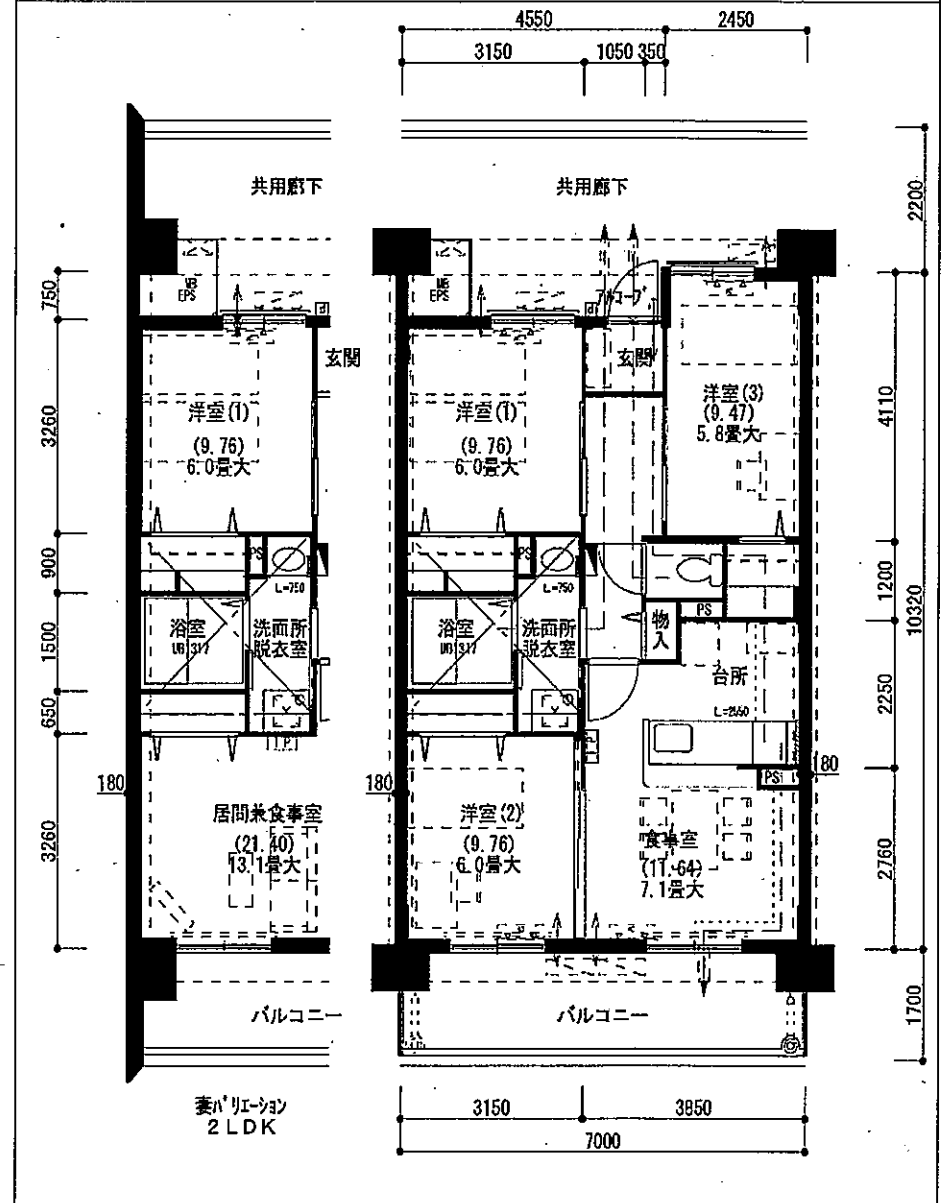 4550
2450
3150
1050
350
共用廊下
共用廊下
2200
MB
EPS
MB
EPS
アルコーブ
750
玄関
玄関
洋室(1)
(9.76)
6.0畳大
洋室(1)
(9.76)
6.0畳大
洋室(3)
(9.47)
5.8畳大
3260
4110
PS
PS
L=750
L=750
900
1200
10320
浴室
UB1317
洗面所
脱衣室
浴室
UB1317
洗面所
脱衣室
物入
PS
台所
1500
650
2250
L=2550
180
180
PS
居間兼食事室
(21.40)
13.1畳大
洋室(2)
(9.76)
6.0畳大
食事室
(11.64)
7.1畳大
3260
2760
バルコニー
バルコニー
1700
妻バリエーション
2LDK
3150
3850
7000